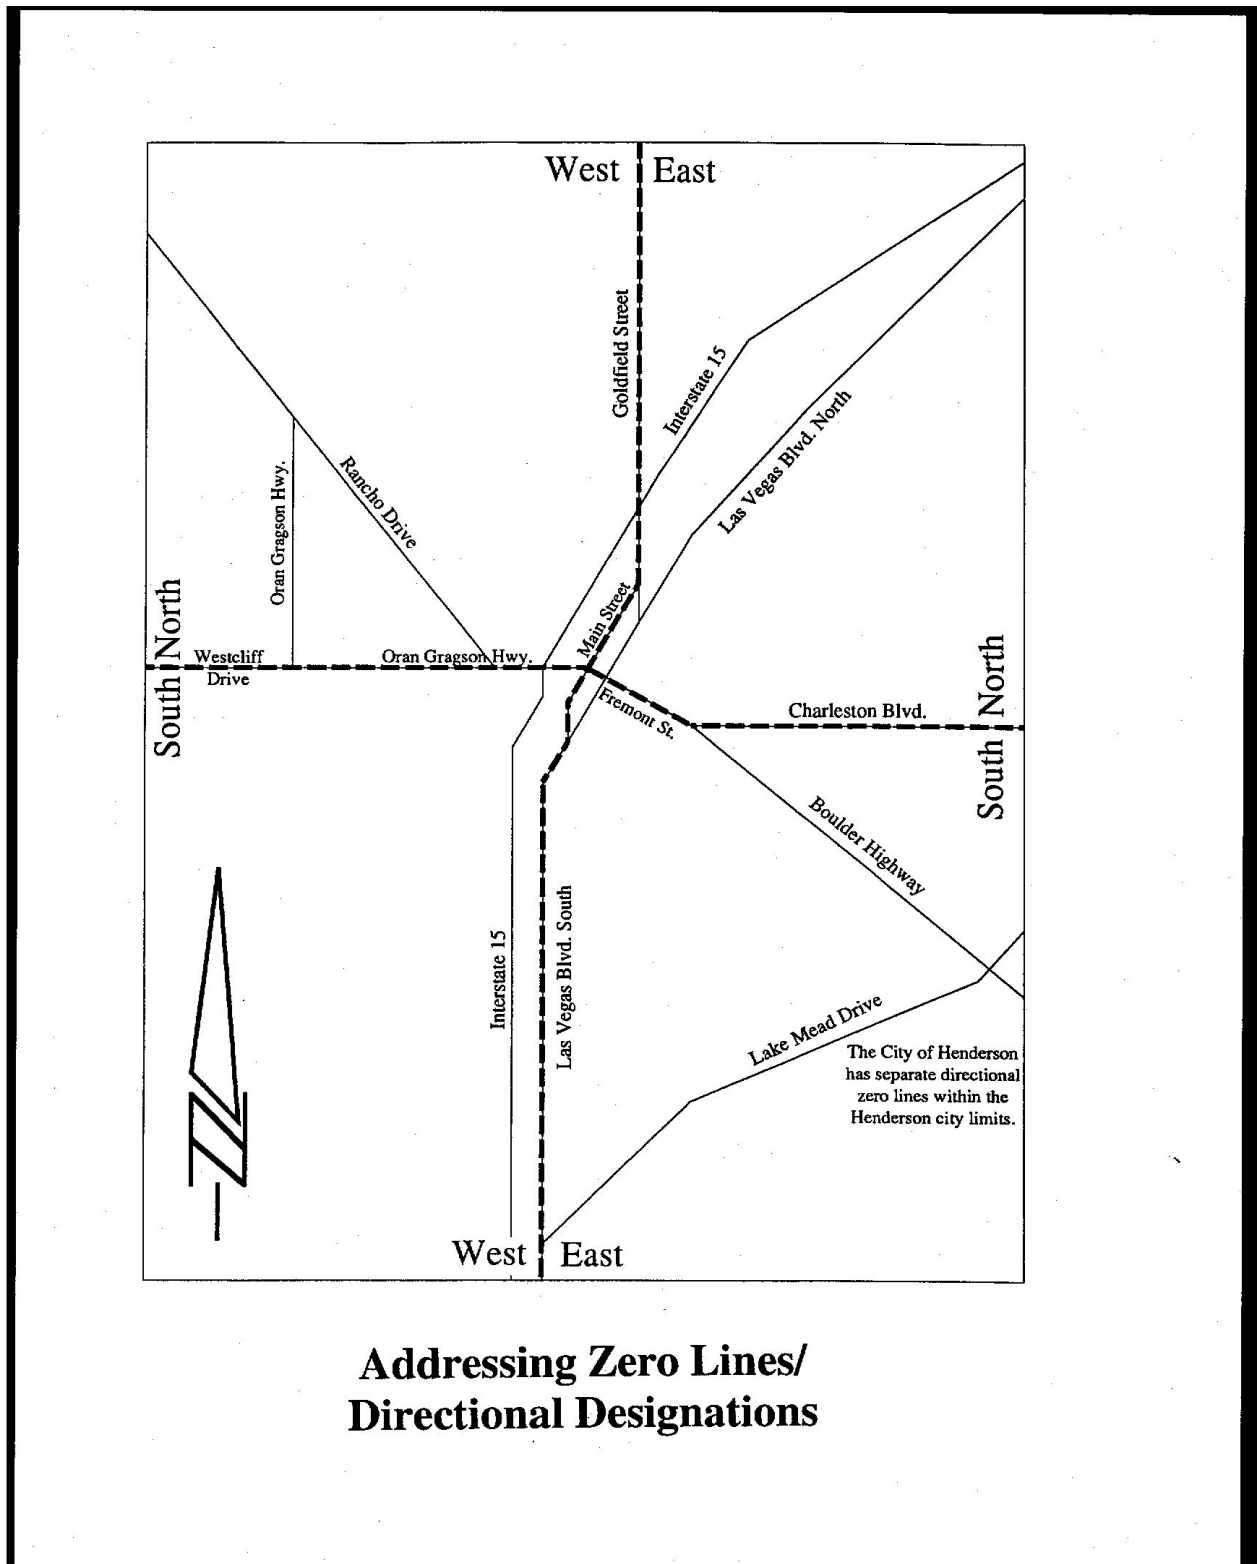 West East
Goldfield Street
Interstate 15
Las Vegas Blvd. North
Rancho Drive
Oran Gragson Hwy.
Main Street
North
South
Westcliff
Drive
Oran Gragson Hwy.
Fremont St.
Charleston Blvd.
North
South
Boulder Highway
Interstate 15
Las Vegas Blvd. South
Lake Mead Drive
The City of Henderson
has separate directional
zero lines within the
Henderson city limits.
N
West East
Addressing Zero Lines/
Directional Designations